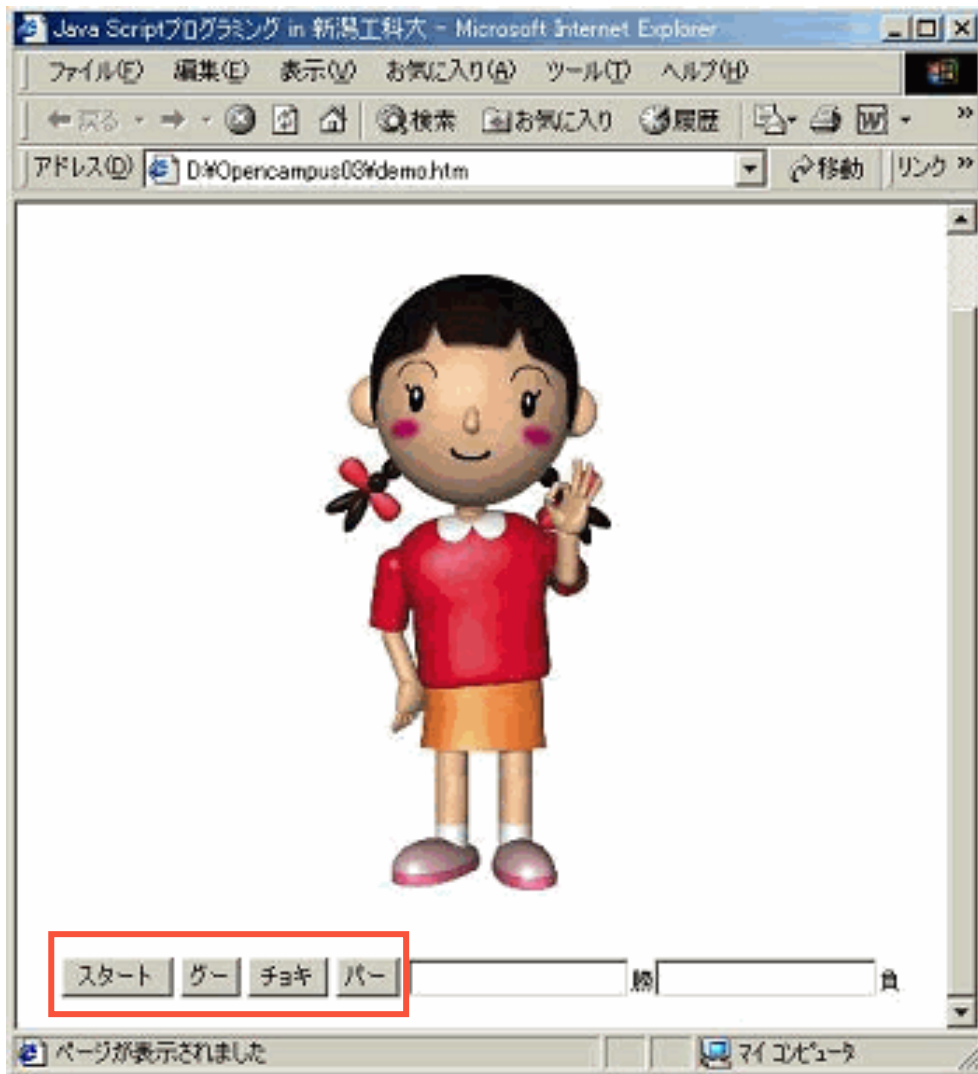 Java Scriptプログラミング in 新潟工科大 - Microsoft Internet Explorer
ファイル(F) 編集(E) 表示(V) お気に入り(A) ツール(T) ヘルプ(H)
戻る 検索 お気に入り 履歴 »
アドレス(D) D:¥Opencampus03¥demo.htm 移動 リンク »
スタート グー チョキ パー 勝 負
ページが表示されました マイ コンピュータ